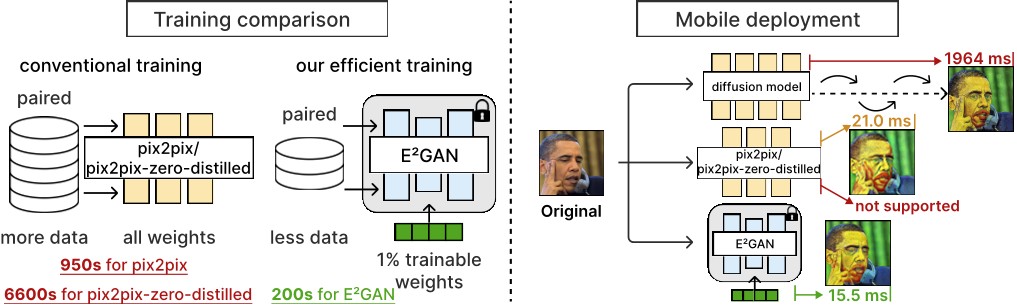 Training comparison
conventional training
our efficient training
paired
paired
pix2pix/
pix2pix-zero-distilled
E²GAN
more data
all weights
less data
1% trainable
weights
950s for pix2pix
6600s for pix2pix-zero-distilled
200s for E²GAN
Mobile deployment
Original
diffusion model
1964 ms
pix2pix/
pix2pix-zero-distilled
21.0 ms
not supported
E²GAN
15.5 ms